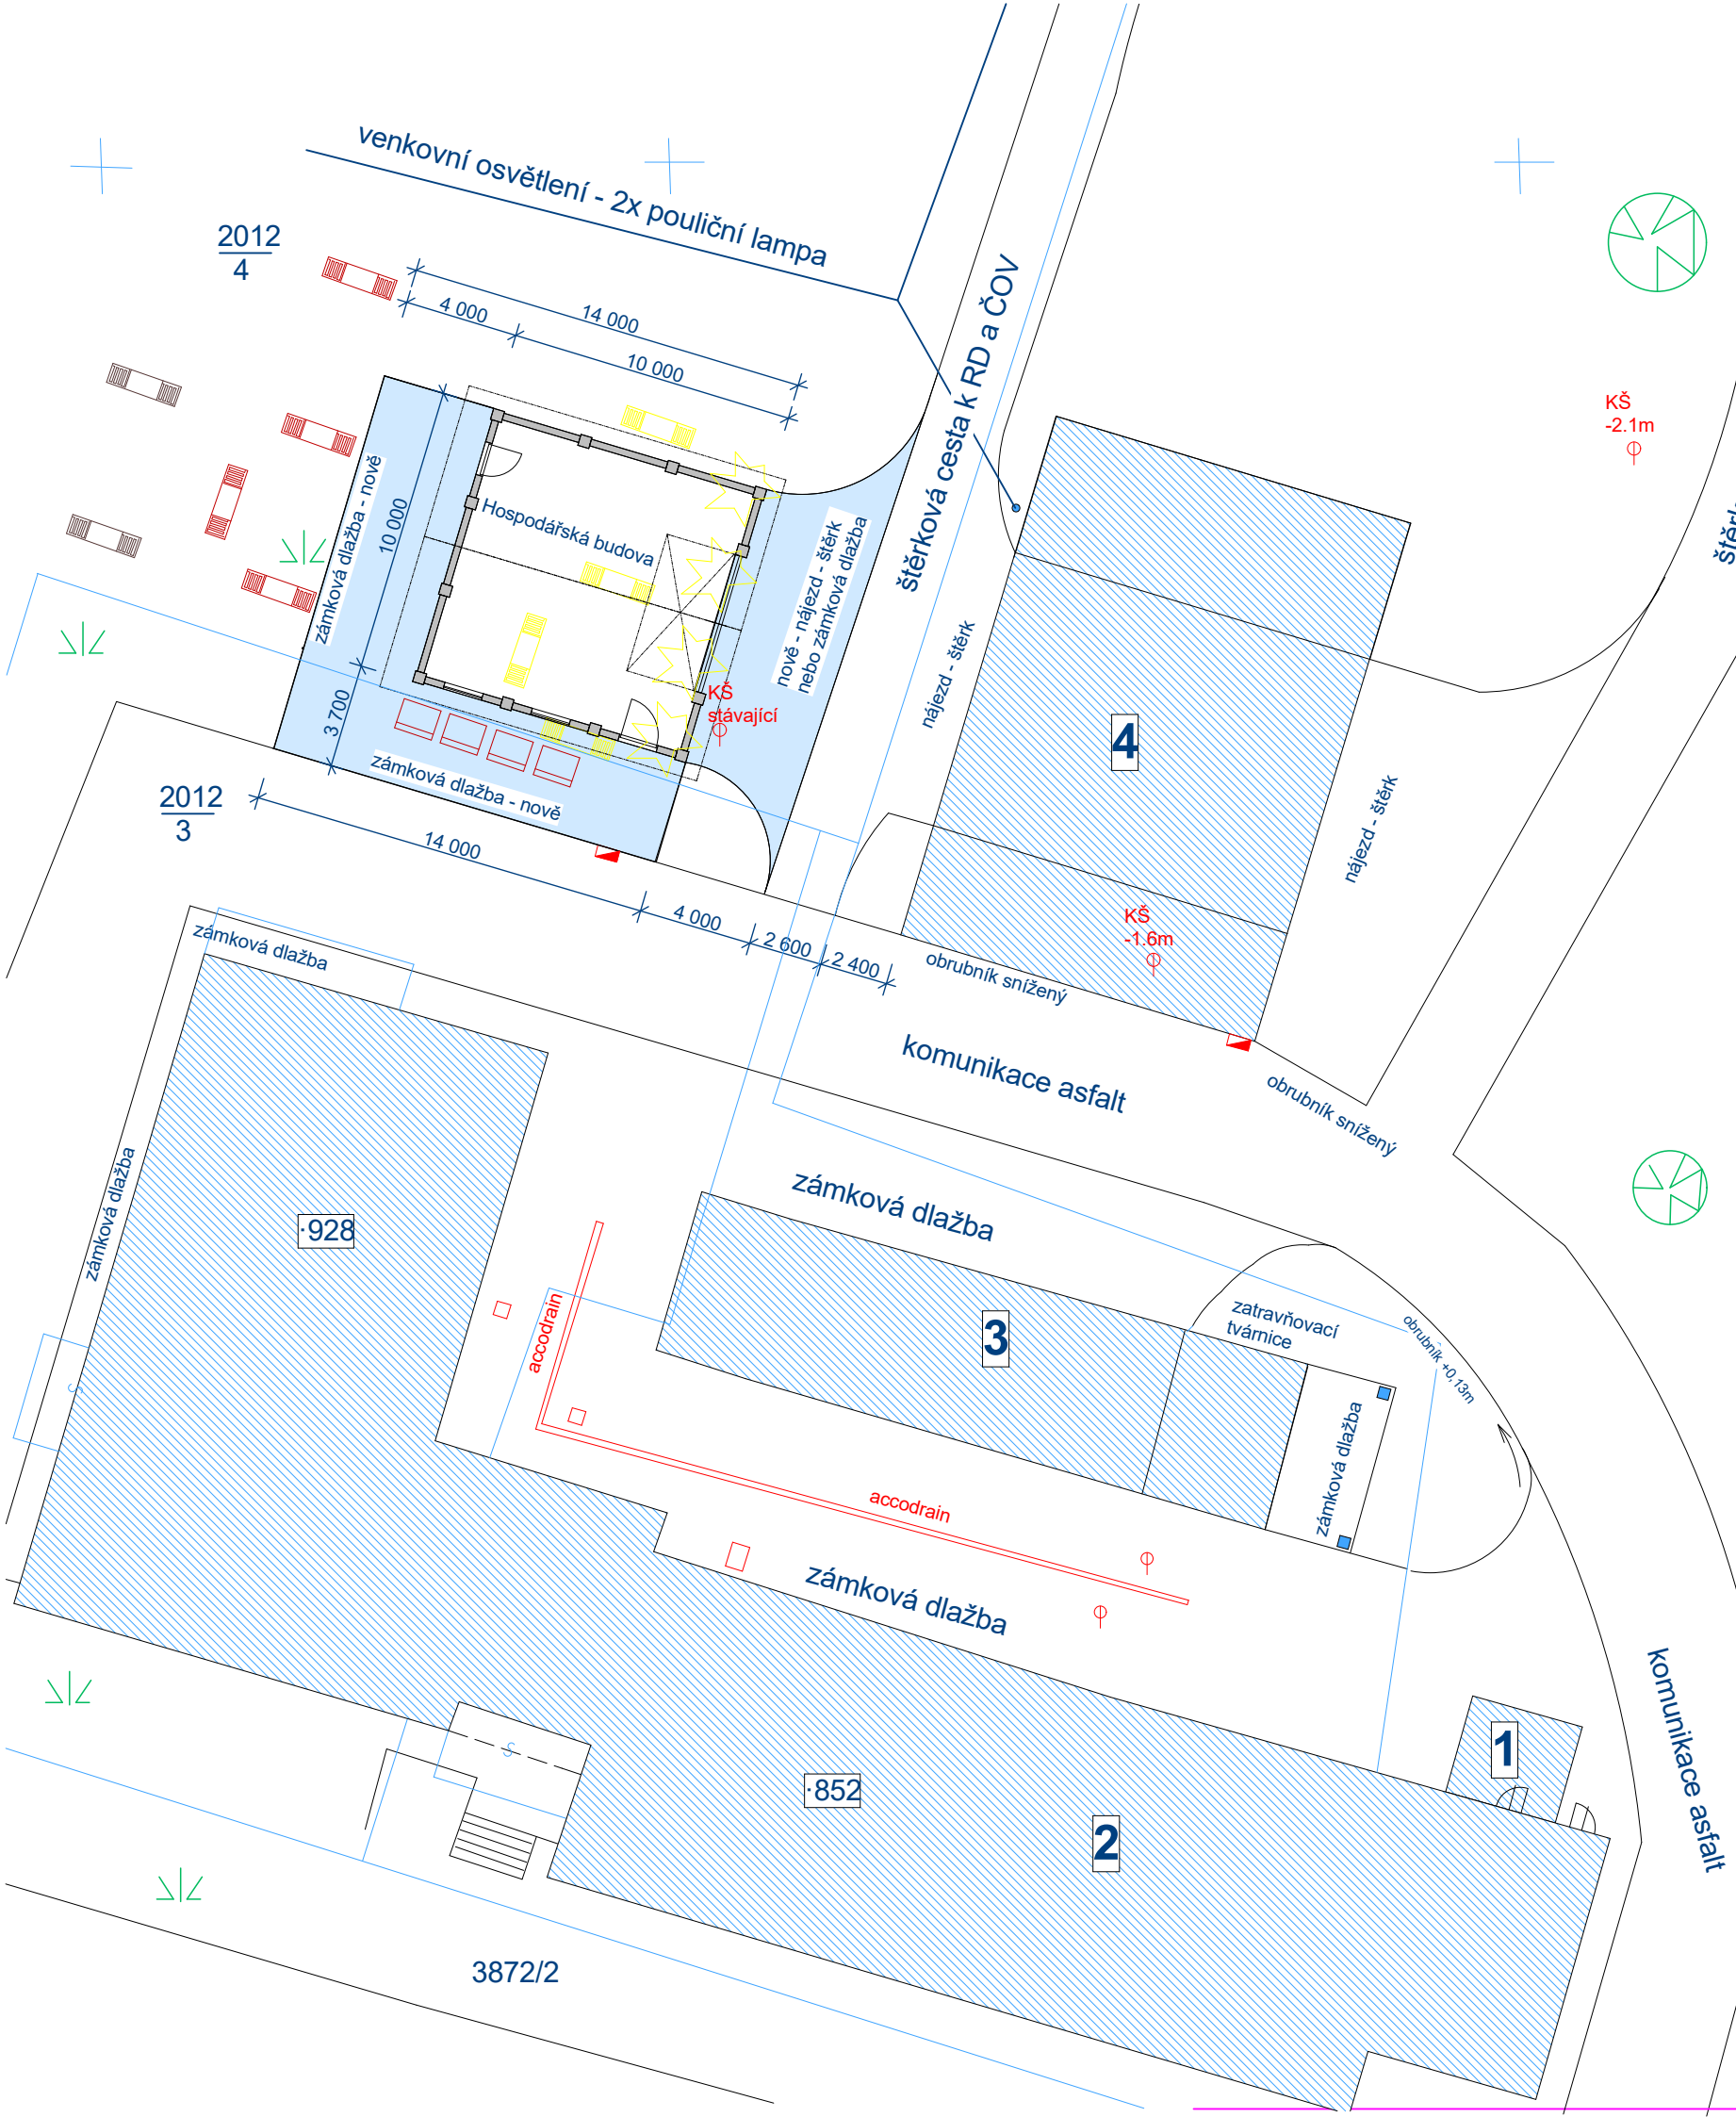 venkovní osvětlení - 2x pouliční lampa
2012
4
14 000
4 000
10 000
štěrková cesta k RD a ČOV
KŠ
-2.1m
zámková dlažba - nově
10 000
Hospodářská budova
nově - nájezd - štěrk
nebo zámková dlažba
nájezd - štěrk
KŠ
stávající
3 700
zámková dlažba - nově
4
nájezd - štěrk
2012
3
14 000
4 000
2 600
2 400
KŠ
-1.6m
obrubník snížený
zámková dlažba
komunikace asfalt
obrubník snížený
zámková dlažba
zámková dlažba
·928
accodrain
3
zatravňovací
tvárnice
obrubník +0,13m
zámková dlažba
S
accodrain
zámková dlažba
komunikace asfalt
1
S
·852
2
3872/2